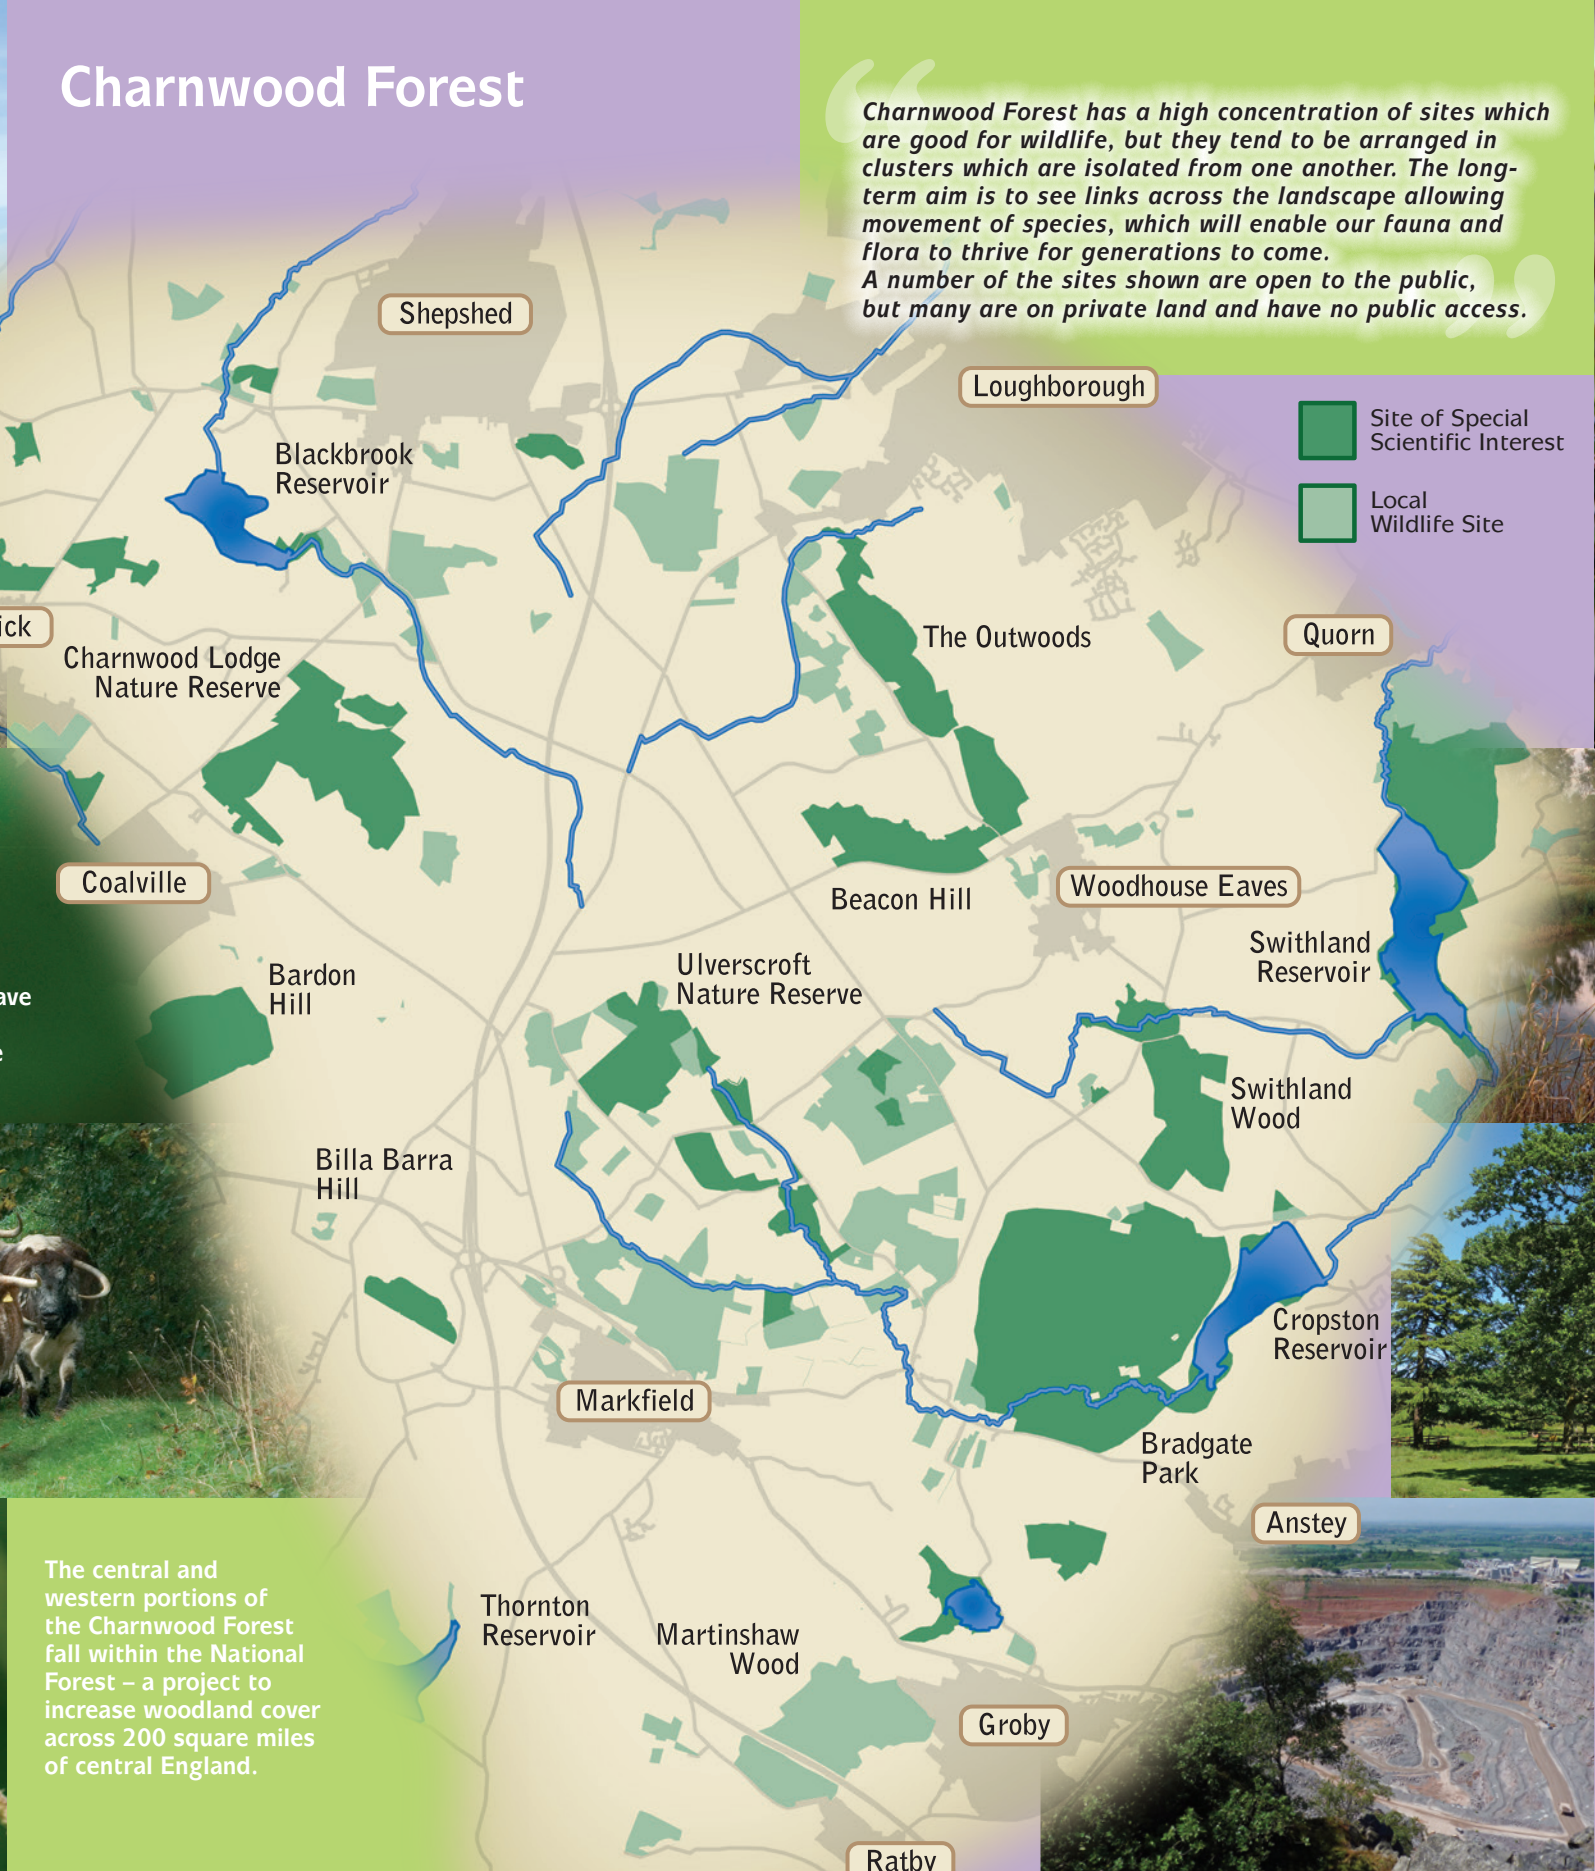 Charnwood Forest
“
Charnwood Forest has a high concentration of sites which
are good for wildlife, but they tend to be arranged in
clusters which are isolated from one another. The long-
term aim is to see links across the landscape allowing
movement of species, which will enable our fauna and
flora to thrive for generations to come.
A number of the sites shown are open to the public,
but many are on private land and have no public access.
”
Shepshed
Loughborough
Site of Special
Scientific Interest
Local
Wildlife Site
Blackbrook
Reservoir
ick
Charnwood Lodge
Nature Reserve
The Outwoods
Quorn
Coalville
Beacon Hill
Woodhouse Eaves
Swithland
Reservoir
Bardon
Hill
Ulverscroft
Nature Reserve
ave
e
Swithland
Wood
Billa Barra
Hill
Cropston
Reservoir
Markfield
Bradgate
Park
Anstey
The central and
western portions of
the Charnwood Forest
fall within the National
Forest – a project to
increase woodland cover
across 200 square miles
of central England.
Thornton
Reservoir
Martinshaw
Wood
Groby
Ratby